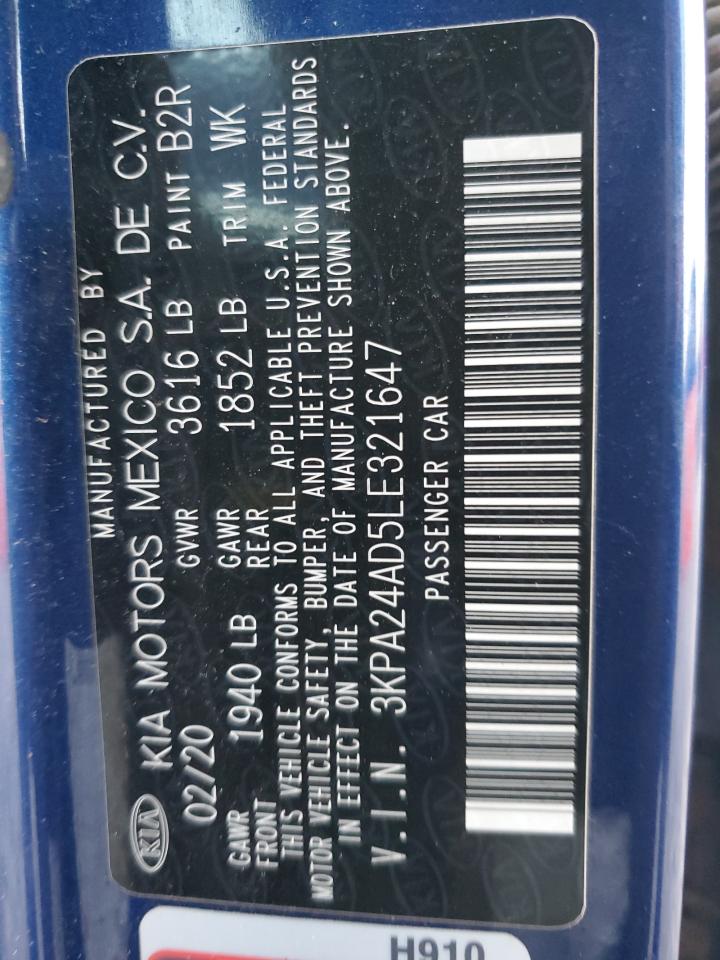 MANUFACTURED BY
KIA KIA MOTORS MEXICO S.A. DE C.V.
02/20 GVWR 3616 LB PAINT B2R
GAWR FRONT 1940 LB GAWR REAR 1852 LB TRIM WK
THIS VEHICLE CONFORMS TO ALL APPLICABLE U.S.A. FEDERAL
MOTOR VEHICLE SAFETY, BUMPER, AND THEFT PREVENTION STANDARDS
IN EFFECT ON THE DATE OF MANUFACTURE SHOWN ABOVE.
V.I.N. 3KPA24AD5LE321647
PASSENGER CAR
H910